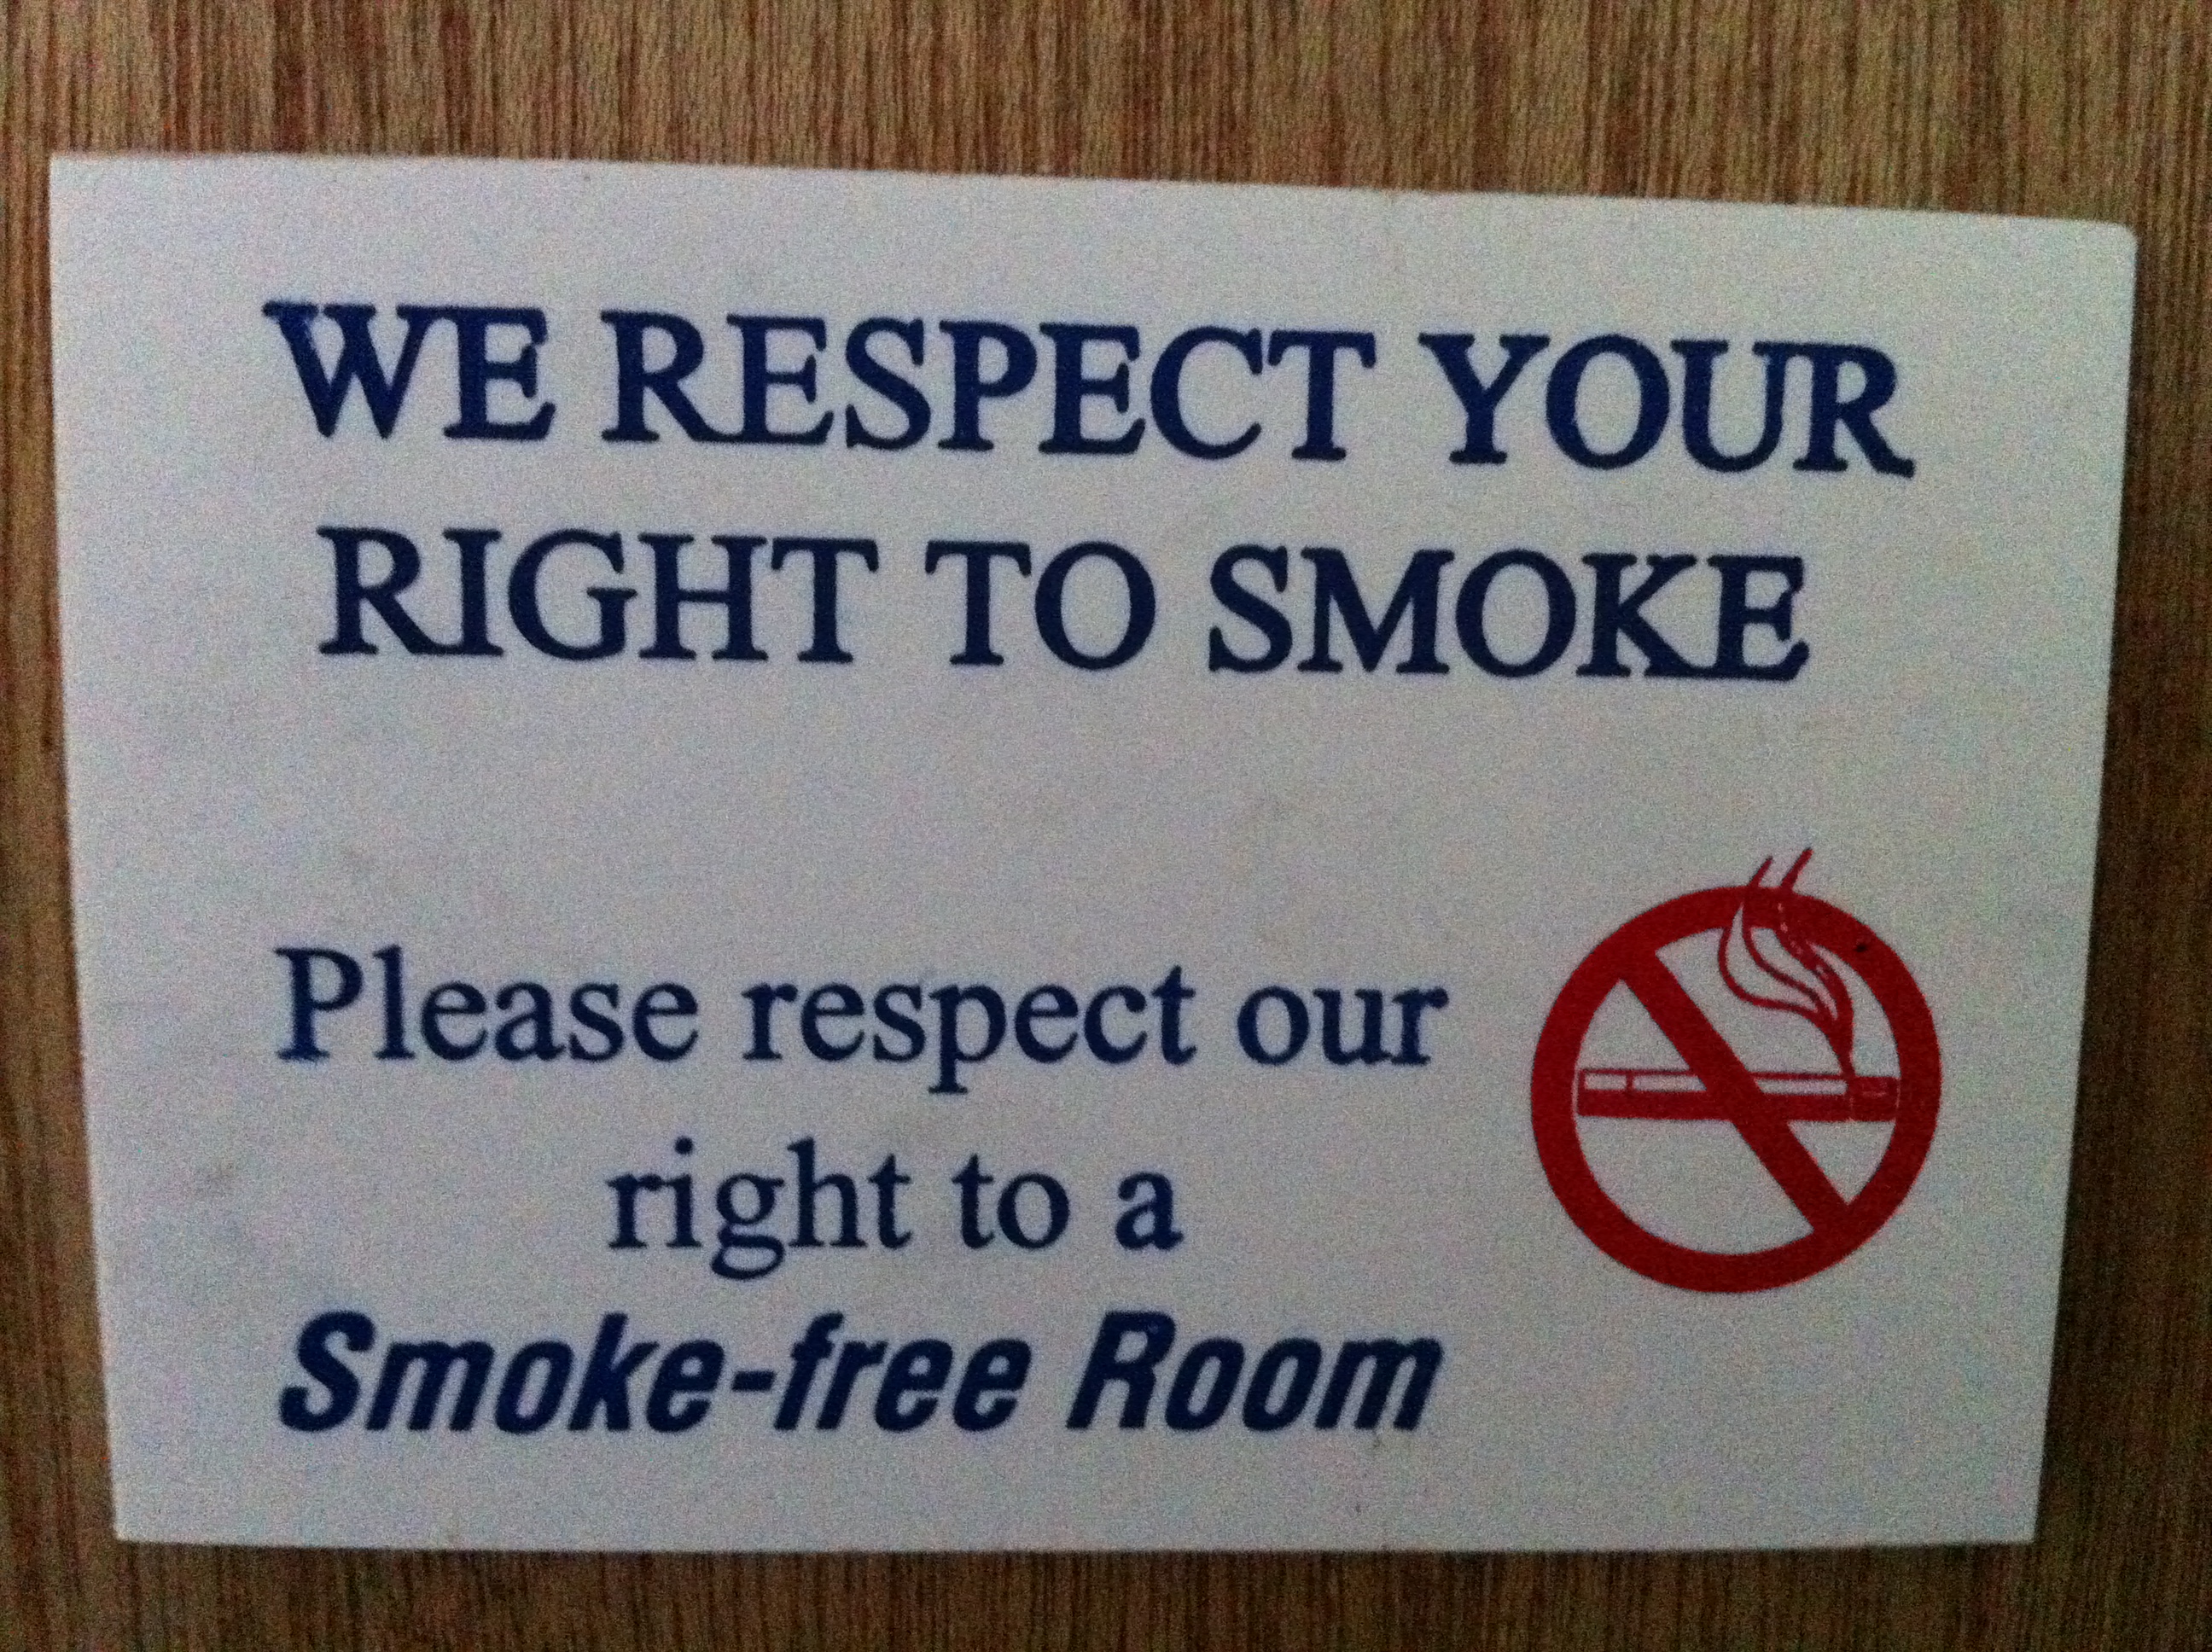 WE RESPECT YOUR
RIGHT TO SMOKE
Please respect our
right to a
Smoke-free Room